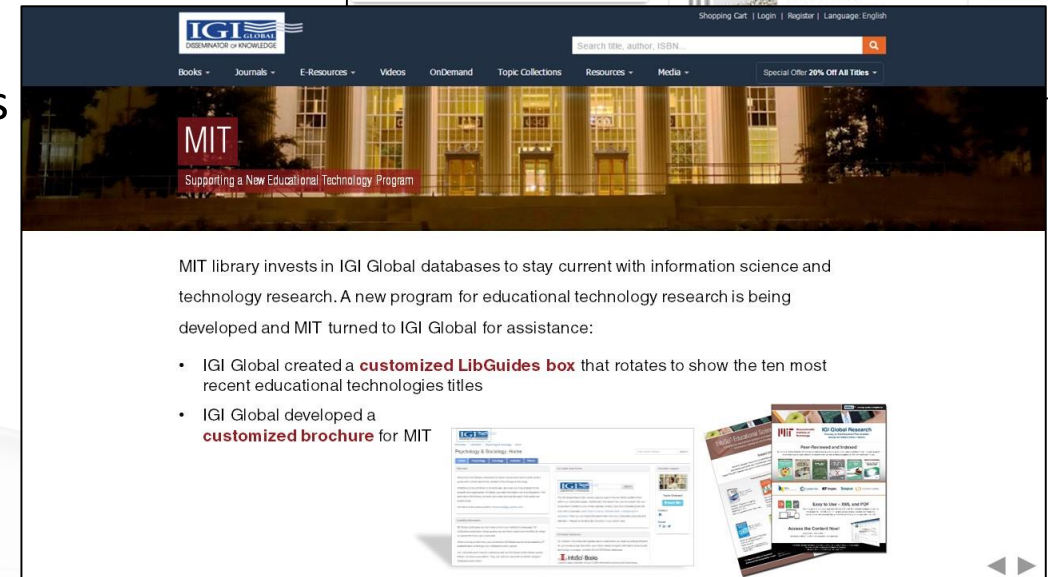 Shopping Cart | Login | Register | Language: English
IGI GLOBAL
DISSEMINATOR OF KNOWLEDGE
Search title, author, ISBN...
Books Journals E-Resources Videos OnDemand Topic Collections Resources Media Special Offer 20% Off All Titles
s
MIT
Supporting a New Educational Technology Program
MIT library invests in IGI Global databases to stay current with information science and
technology research. A new program for educational technology research is being
developed and MIT turned to IGI Global for assistance:
• IGI Global created a customized LibGuides box that rotates to show the ten most
recent educational technologies titles
• IGI Global developed a
customized brochure for MIT
IGI
Psychology & Sociology: Home
InfoSci-Books
IGI Global Research
Peer-Reviewed and Indexed!
Easy to Use – XML and PDF
Access the Content Now!